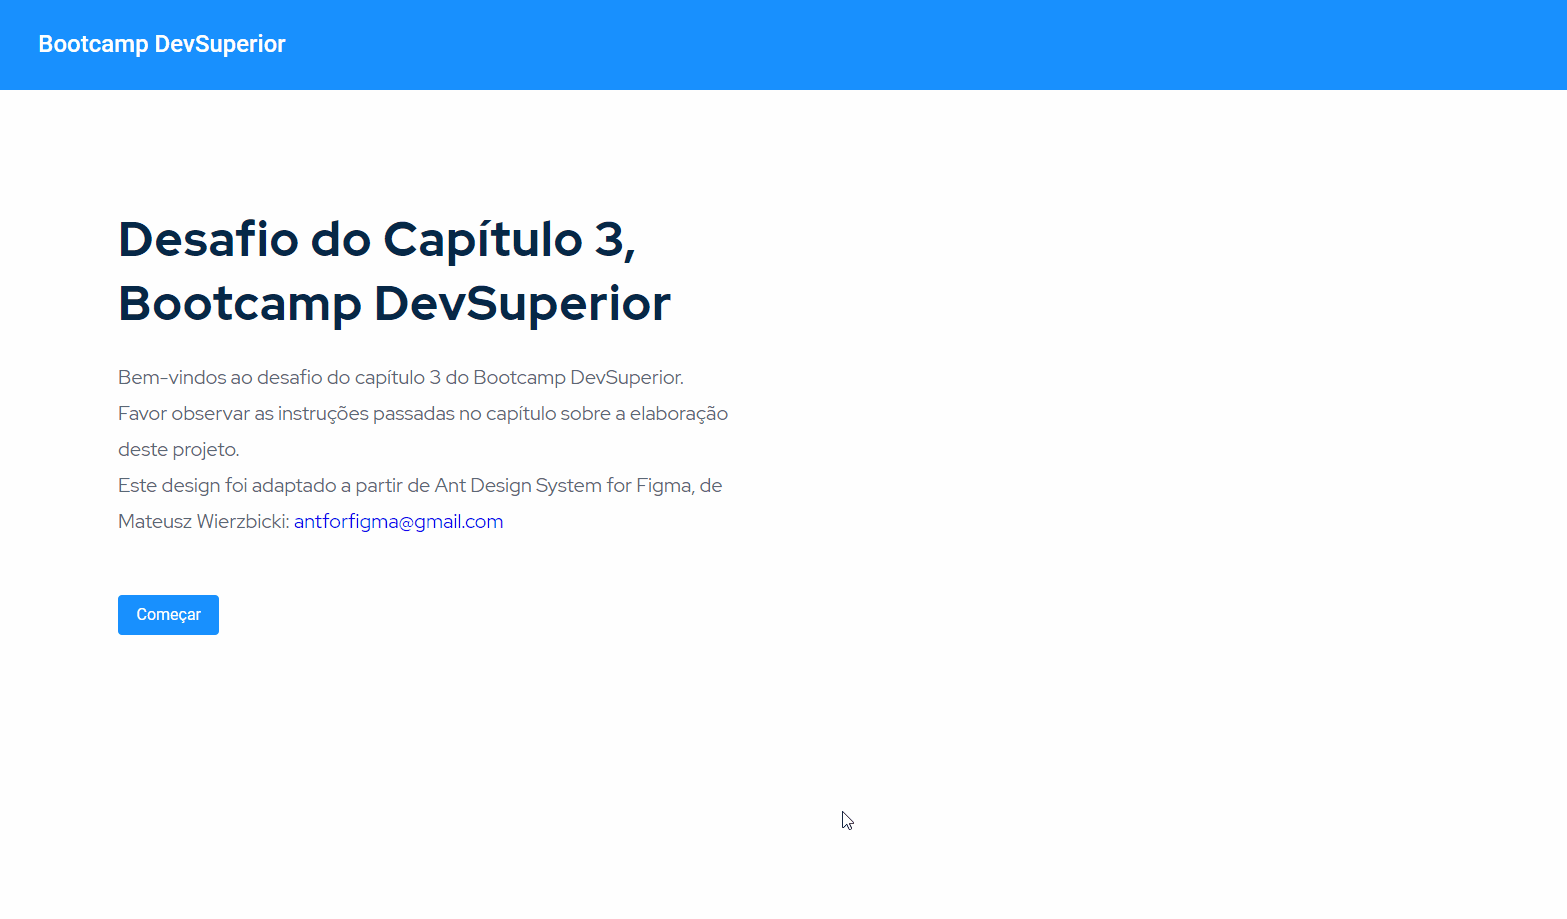 Bootcamp DevSuperior
Desafio do Capítulo 3,
Bootcamp DevSuperior
Bem-vindos ao desafio do capítulo 3 do Bootcamp DevSuperior.
Favor observar as instruções passadas no capítulo sobre a elaboração
deste projeto.
Este design foi adaptado a partir de Ant Design System for Figma, de
Mateusz Wierzbicki: antforfigma@gmail.com
Começar